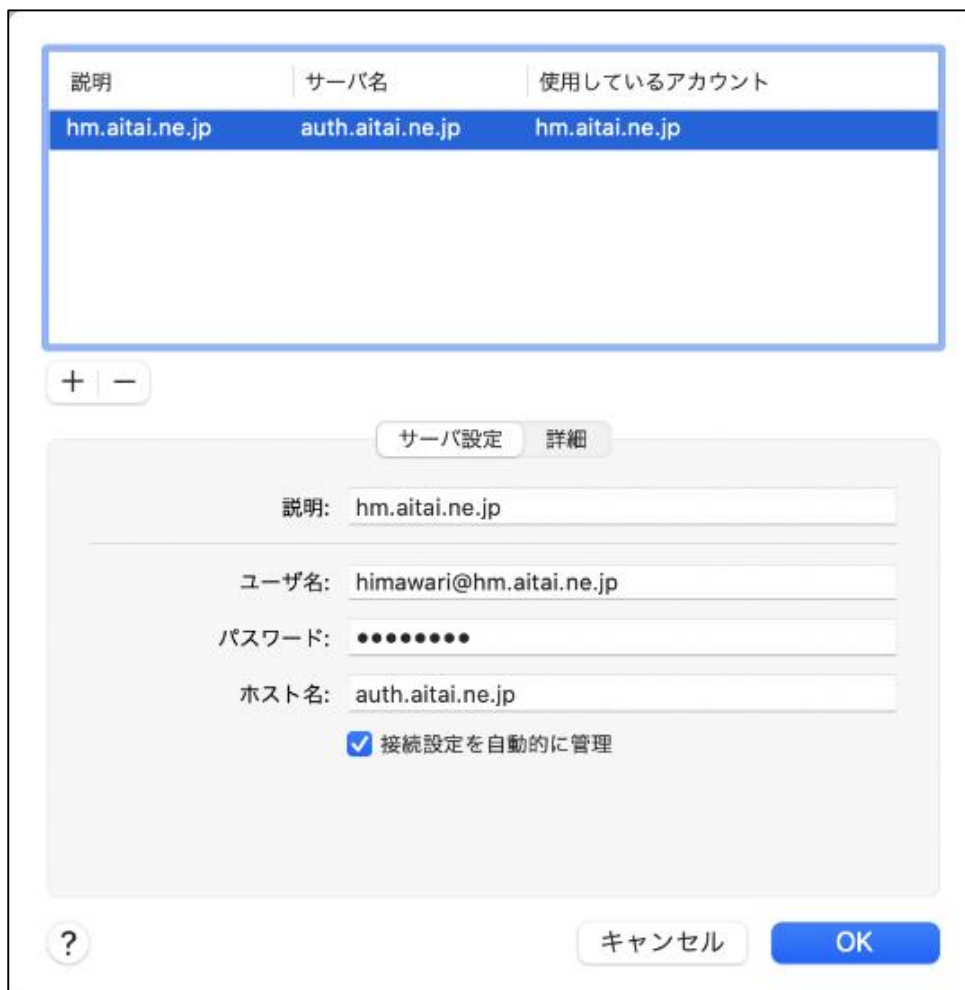 説明 サーバ名 使用しているアカウント
hm.aitai.ne.jp auth.aitai.ne.jp hm.aitai.ne.jp
+ −
サーバ設定 詳細
説明: hm.aitai.ne.jp
ユーザ名: himawari@hm.aitai.ne.jp
パスワード: ●●●●●●●●
ホスト名: auth.aitai.ne.jp
接続設定を自動的に管理
? キャンセル OK